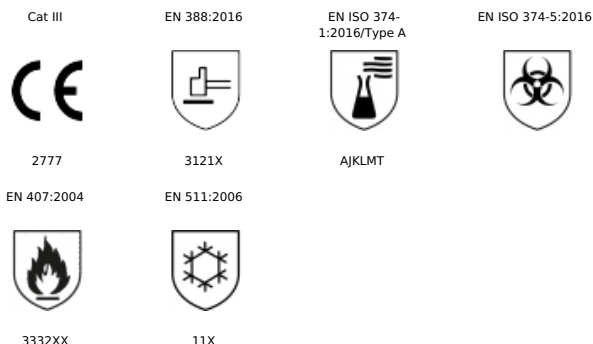 Cat III
EN 388:2016
EN ISO 374-
1:2016/Type A
EN ISO 374-5:2016
CE
2777
3121X
AJKLMT
EN 407:2004
EN 511:2006
3332XX
11X